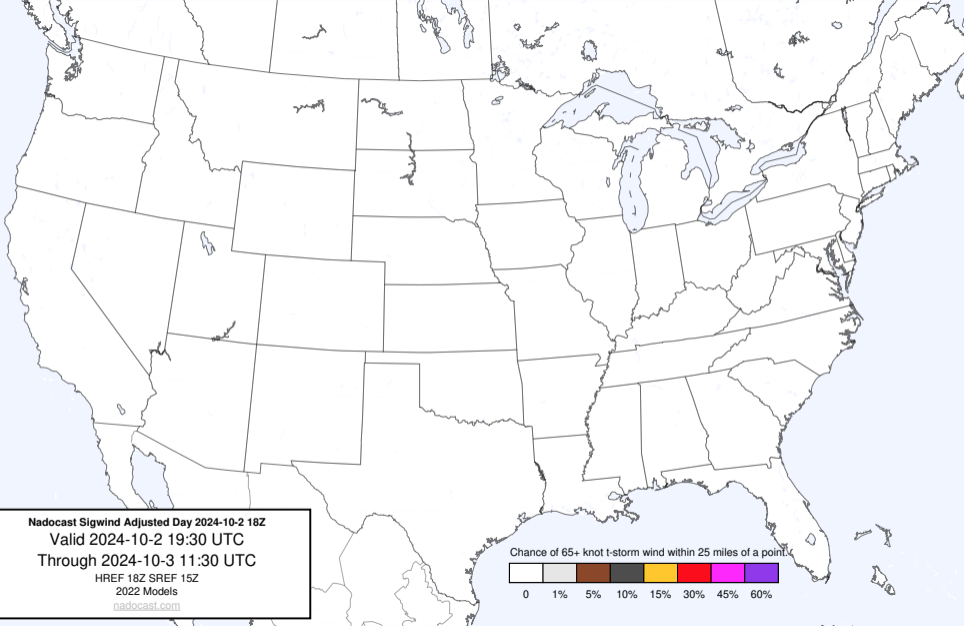 Nadocast Sigwind Adjusted Day 2024-10-2 18Z
Valid 2024-10-2 19:30 UTC
Through 2024-10-3 11:30 UTC
HREF 18Z SREF 15Z
2022 Models
nadocast.com
Chance of 65+ knot t-storm wind within 25 miles of a point.
0 1% 5% 10% 15% 30% 45% 60%